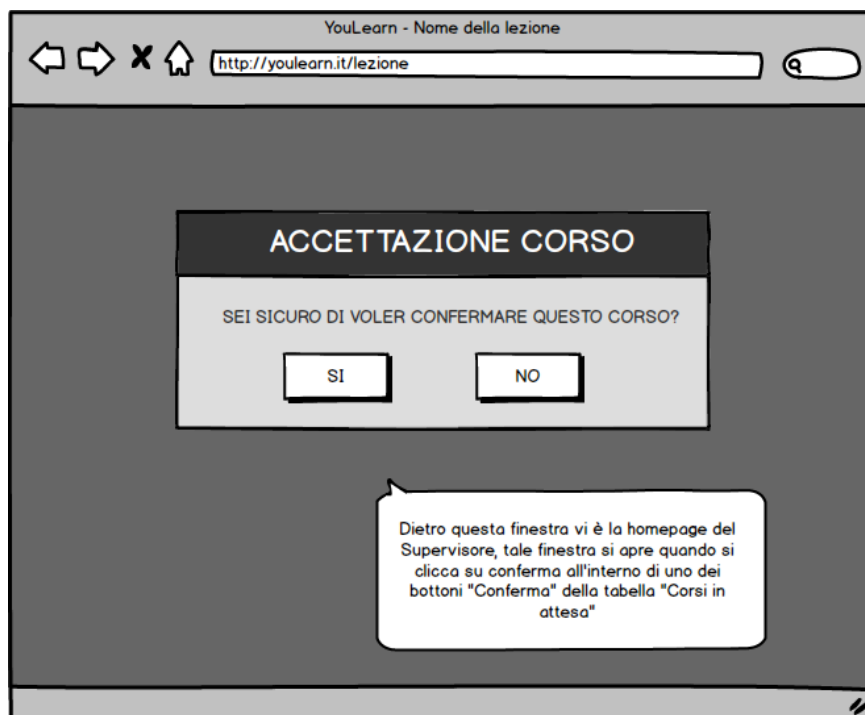 YouLearn - Nome della lezione
http://youlearn.it/lezione
ACCETTAZIONE CORSO
SEI SICURO DI VOLER CONFERMARE QUESTO CORSO?
SI
NO
Dietro questa finestra vi è la homepage del
Supervisore, tale finestra si apre quando si
clicca su conferma all'interno di uno dei
bottoni "Conferma" della tabella "Corsi in
attesa"